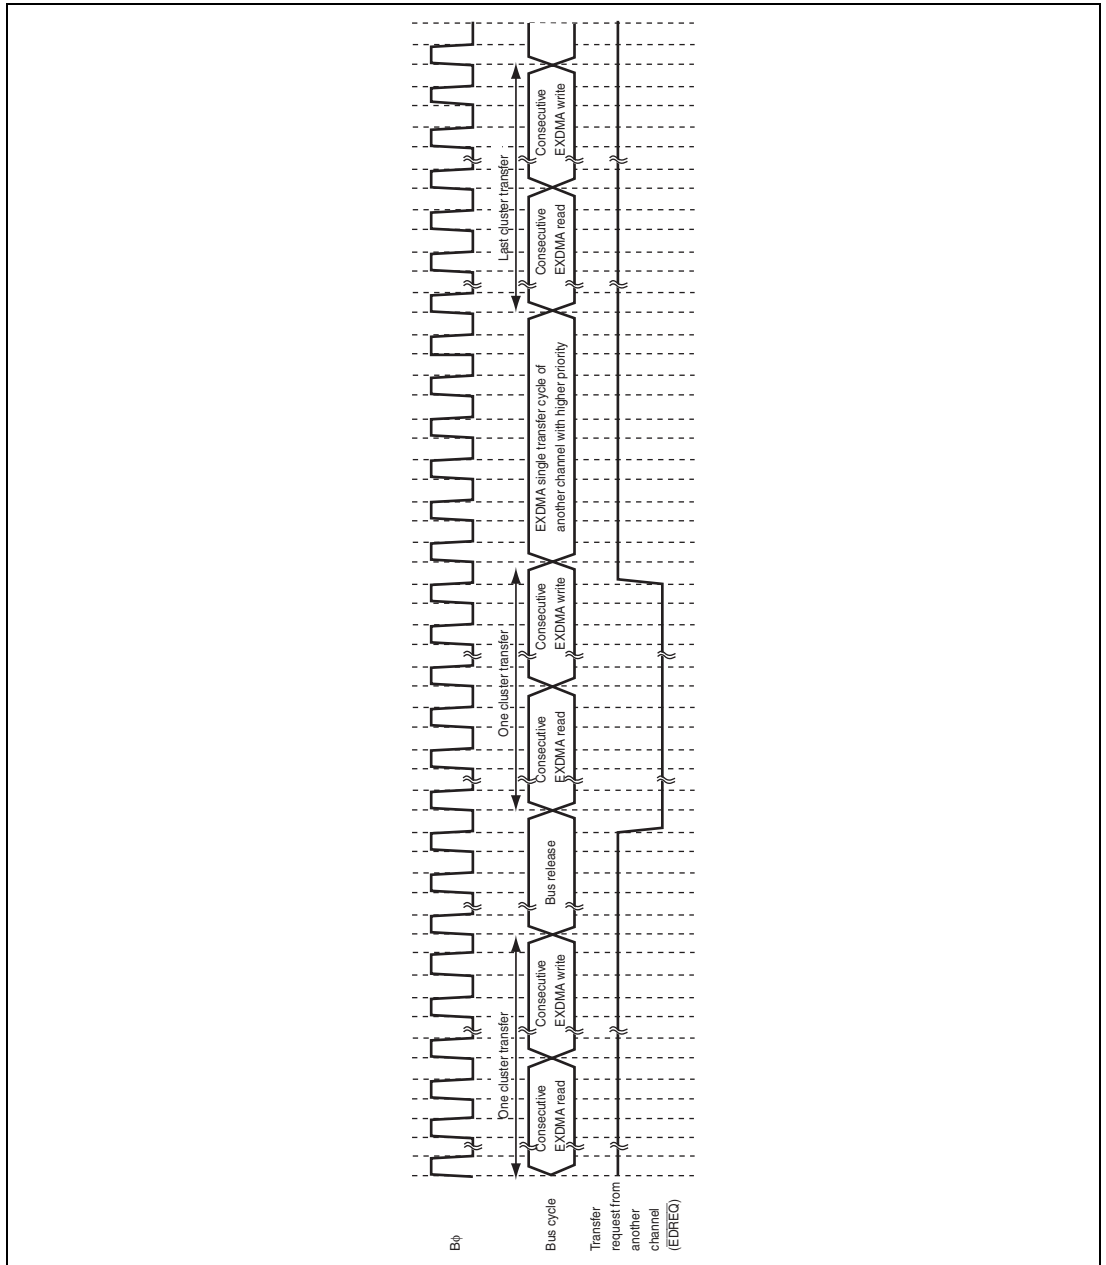 Bφ
One cluster transfer
One cluster transfer
Last cluster transfer
Bus cycle
Consecutive
EXDMA read
Consecutive
EXDMA write
Bus release
Consecutive
EXDMA read
Consecutive
EXDMA write
EXDMA single transfer cycle of
another channel with higher priority
Consecutive
EXDMA read
Consecutive
EXDMA write
Transfer
request from
another
channel
(EDREQ)